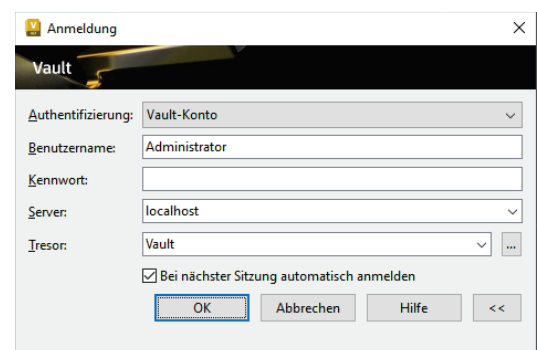 Anmeldung
Vault
Authentifizierung: Vault-Konto
Benutzername: Administrator
Kennwort:
Server: localhost
Tresor: Vault ...
Bei nächster Sitzung automatisch anmelden
OK Abbrechen Hilfe <<